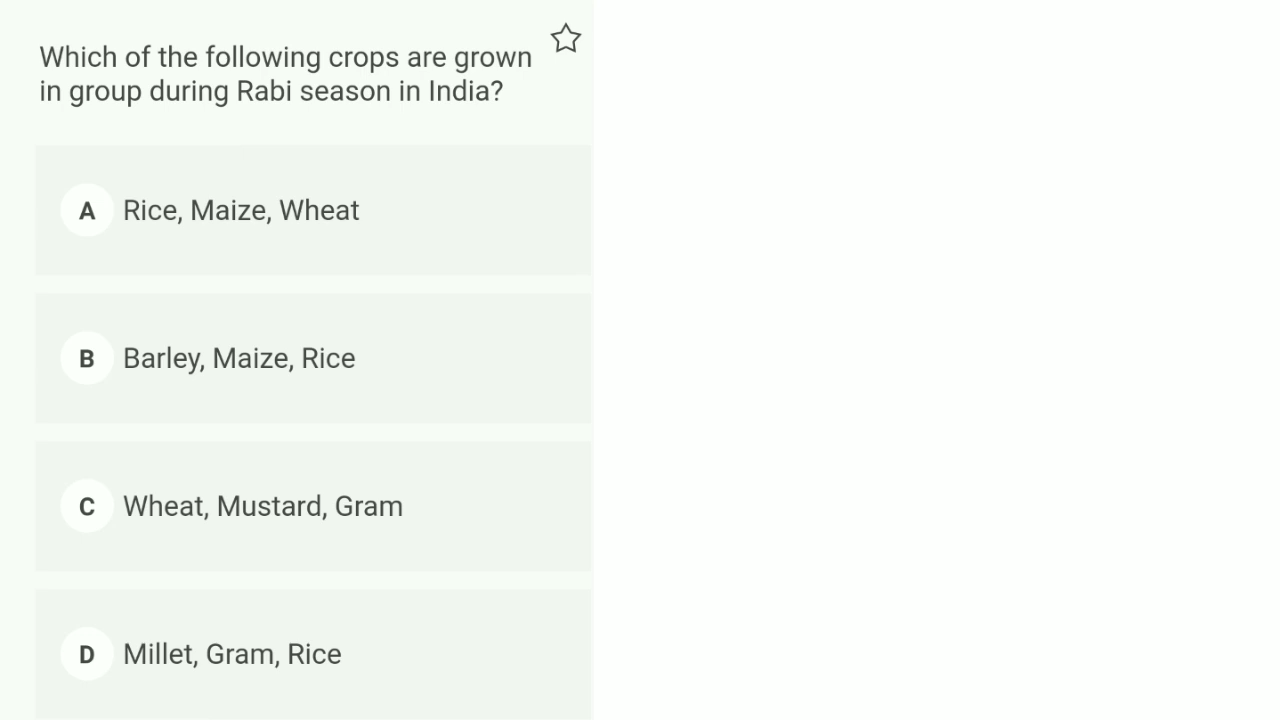 Which of the following crops are grown
in group during Rabi season in India?
A Rice, Maize, Wheat
B Barley, Maize, Rice
C Wheat, Mustard, Gram
D Millet, Gram, Rice